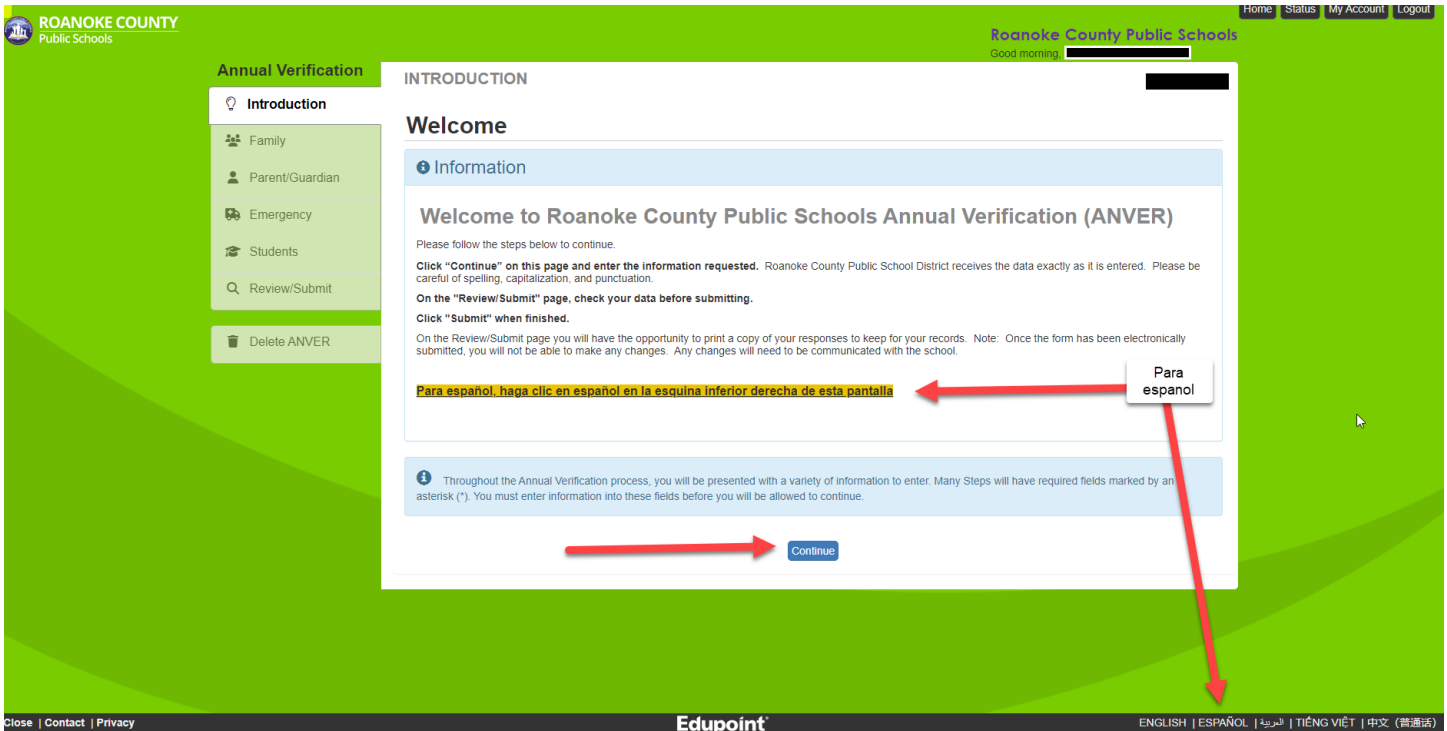 Home Status My Account Logout
ROANOKE COUNTY
Public Schools
Roanoke County Public Schools
Good morning,
Annual Verification
Introduction
Family
Parent/Guardian
Emergency
Students
Review/Submit
Delete ANVER
INTRODUCTION
Welcome
Information
Welcome to Roanoke County Public Schools Annual Verification (ANVER)
Please follow the steps below to continue.
Click “Continue” on this page and enter the information requested. Roanoke County Public School District receives the data exactly as it is entered. Please be
careful of spelling, capitalization, and punctuation.
On the "Review/Submit" page, check your data before submitting.
Click "Submit" when finished.
On the Review/Submit page you will have the opportunity to print a copy of your responses to keep for your records. Note: Once the form has been electronically
submitted, you will not be able to make any changes. Any changes will need to be communicated with the school.
Para español, haga clic en español en la esquina inferior derecha de esta pantalla
Para
espanol
Throughout the Annual Verification process, you will be presented with a variety of information to enter. Many Steps will have required fields marked by an
asterisk (*). You must enter information into these fields before you will be allowed to continue.
Continue
Close | Contact | Privacy
Edupoint
ENGLISH | ESPAÑOL | العربية | TIẾNG VIỆT | 中文 (普通话)